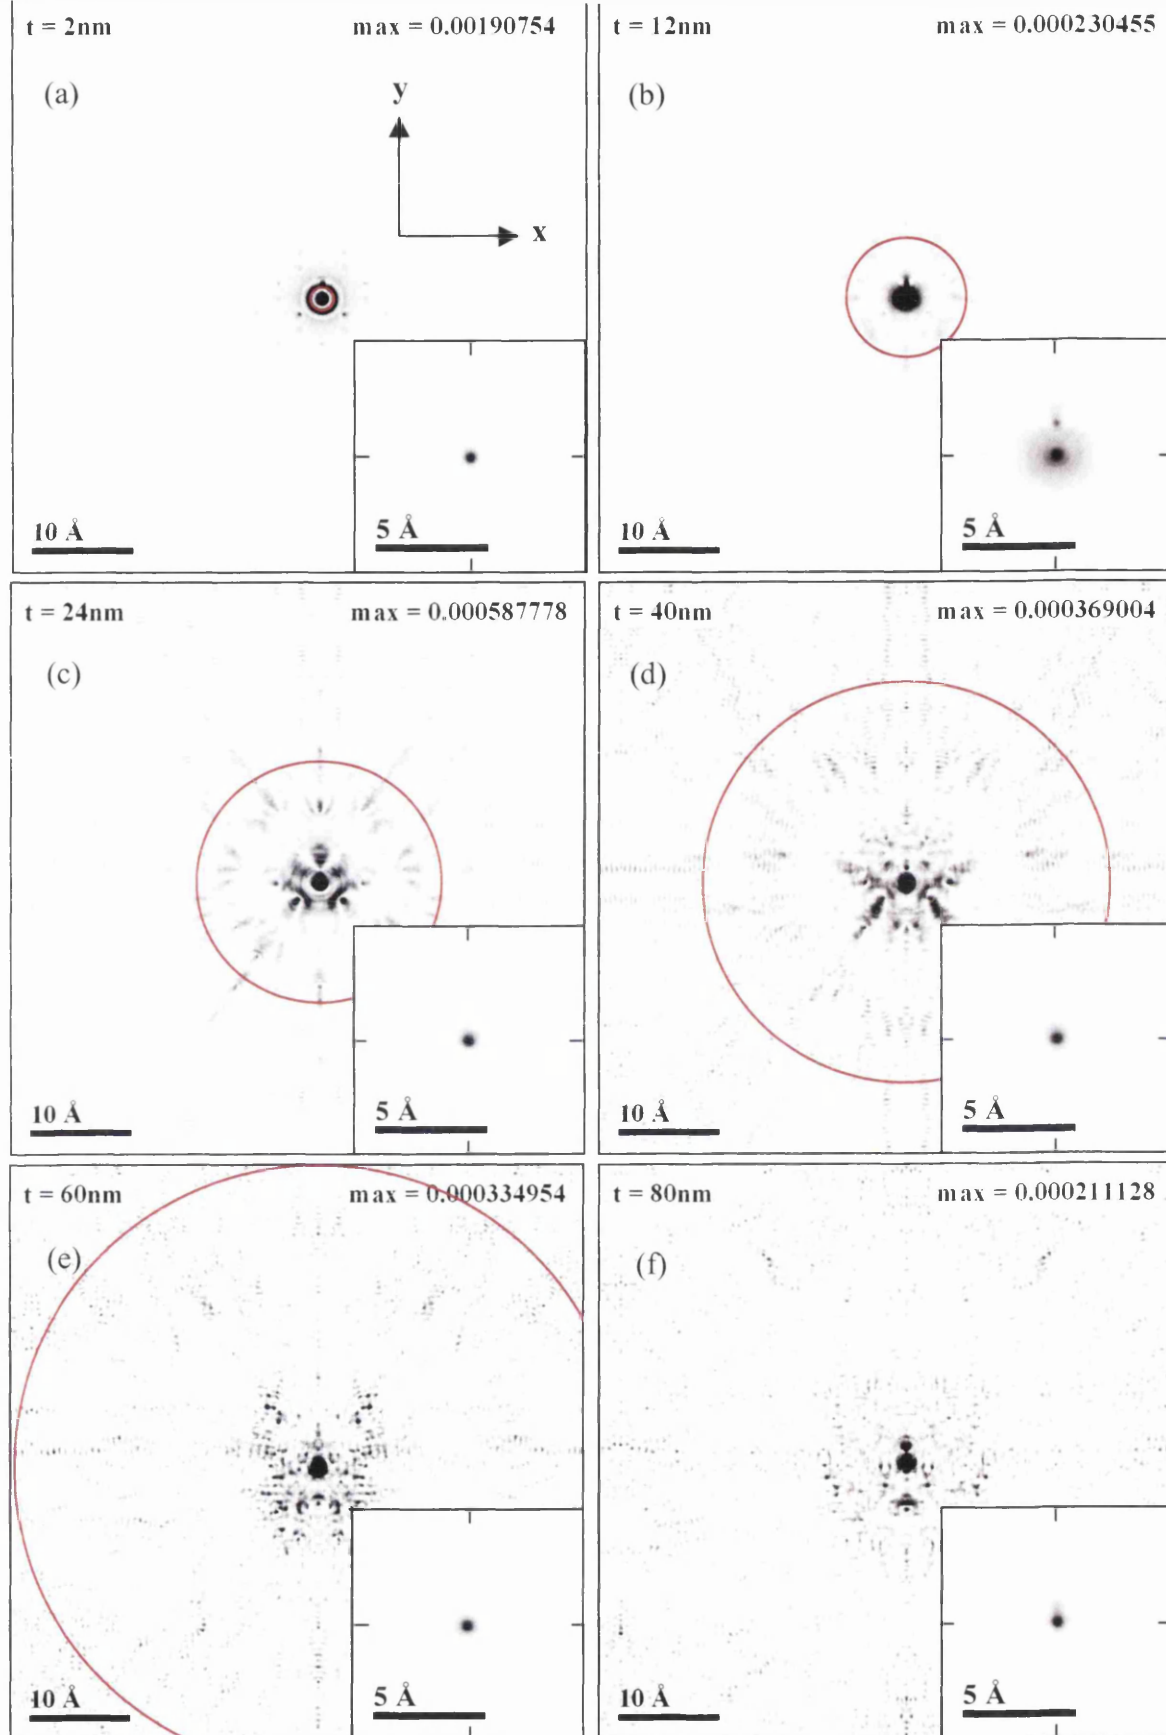 t = 2nm max = 0.00190754
(a)
y
x
10 Å
5 Å
t = 12nm max = 0.000230455
(b)
10 Å
5 Å
t = 24nm max = 0.000587778
(c)
10 Å
5 Å
t = 40nm max = 0.000369004
(d)
10 Å
5 Å
t = 60nm max = 0.000334954
(e)
10 Å
5 Å
t = 80nm max = 0.000211128
(f)
10 Å
5 Å